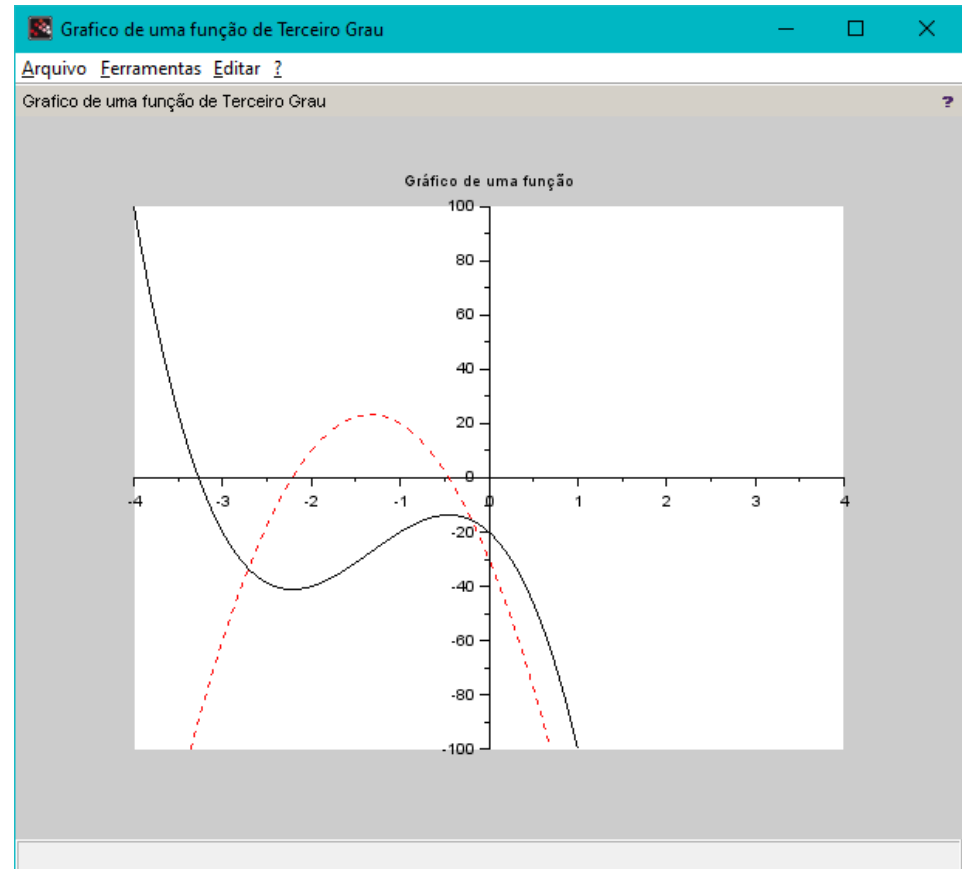 Grafico de uma função de Terceiro Grau
Arquivo Ferramentas Editar ?
Grafico de uma função de Terceiro Grau ?
Gráfico de uma função
100
80
60
40
20
0
-4 -3 -2 -1 0 1 2 3 4
-20
-40
-60
-80
-100